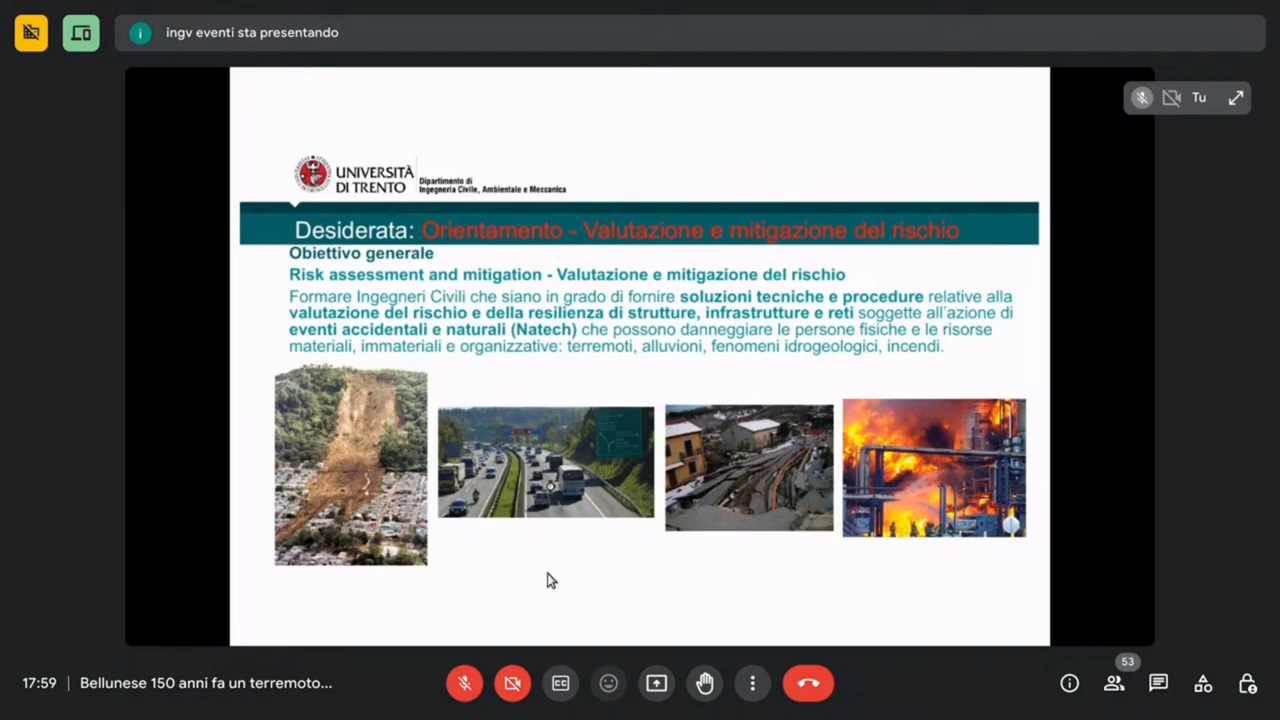 ingv eventi sta presentando
Tu
UNIVERSITÀ
DI TRENTO
Dipartimento di
Ingegneria Civile, Ambientale e Meccanica
Desiderata: Orientamento - Valutazione e mitigazione del rischio
Obiettivo generale
Risk assessment and mitigation - Valutazione e mitigazione del rischio
Formare Ingegneri Civili che siano in grado di fornire soluzioni tecniche e procedure relative alla
valutazione del rischio e della resilienza di strutture, infrastrutture e reti soggette all'azione di
eventi accidentali e naturali (Natech) che possono danneggiare le persone fisiche e le risorse
materiali, immateriali e organizzative: terremoti, alluvioni, fenomeni idrogeologici, incendi.
53
17:59 | Bellunese 150 anni fa un terremoto...